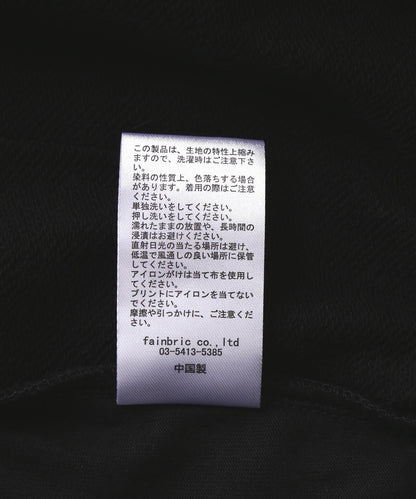 この製品は、生地の特性上縮み
ますので、洗濯時はご注意下さ
い。
染料の性質上、色落ちする場合
があります。着用の際はご注意
ください。
単独洗いをしてください。
押し洗いをしてください。
濡れたままの放置や、長時間の
浸漬はお避けください。
直射日光の当たる場所は避け、
低温で風通しの良い場所に保管
してください。
アイロンがけは当て布を使用し
てください。
プリントにアイロンを当てない
でください。
摩擦や引っかけに、ご注意くだ
さい。
fainbric co.,ltd
03-5413-5385
中国製